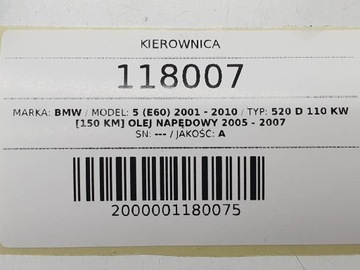 KIEROWNICA
118007
MARKA: BMW / MODEL: 5 (E60) 2001 - 2010 / TYP: 520 D 110 KW
[150 KM] OLEJ NAPĘDOWY 2005 - 2007
SN: --- / JAKOŚĆ: A
2000001180075